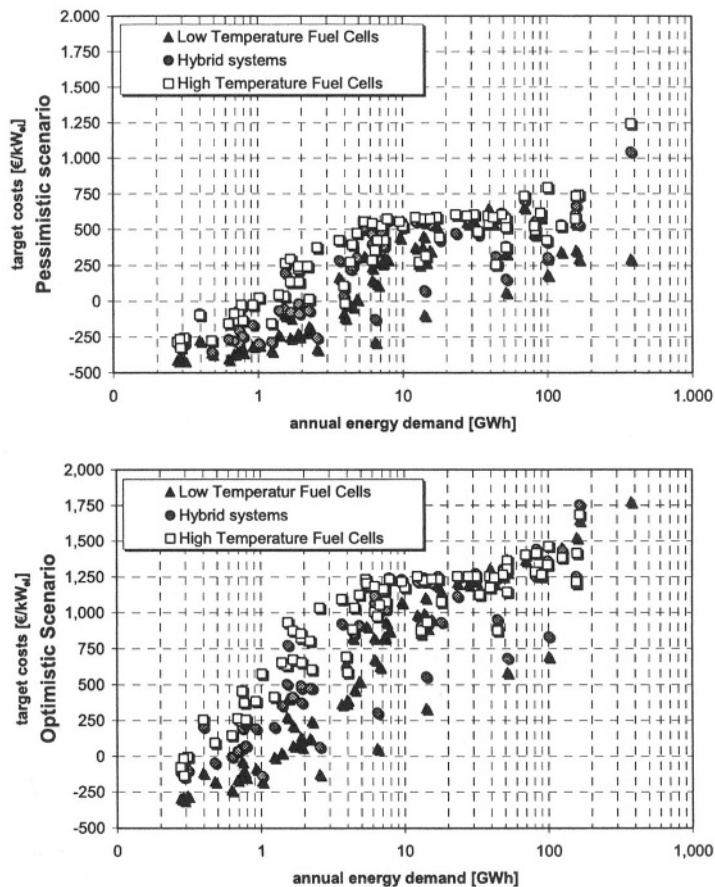 2.000
1.750
1.500
1.250
1.000
750
500
250
0
-250
-500
target costs [€/kWel]
Pessimistic scenario
Low Temperature Fuel Cells
Hybrid systems
High Temperature Fuel Cells
0 1 10 100 1.000
annual energy demand [GWh]
2,000
1,750
1,500
1,250
1,000
750
500
250
0
-250
-500
target costs [€/kWel]
Optimistic Scenario
Low Temperatur Fuel Cells
Hybrid systems
High Temperature Fuel Cells
0 1 10 100 1,000
annual energy demand [GWh]